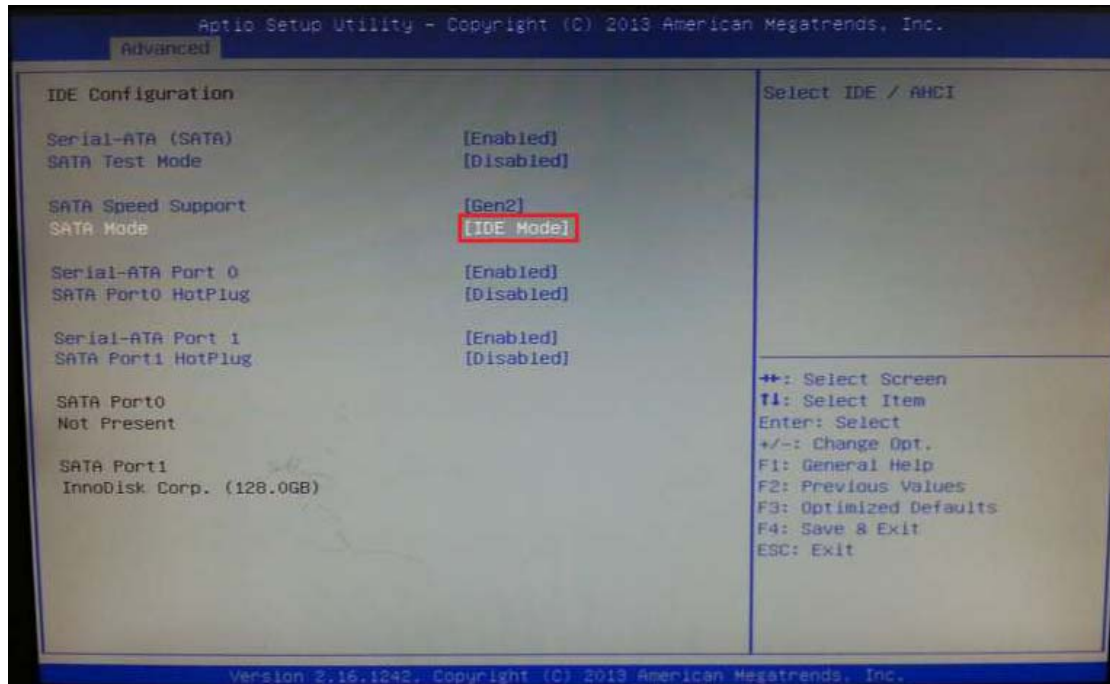 Aptio Setup Utility – Copyright (C) 2013 American Megatrends, Inc.
Advanced
IDE Configuration
Serial-ATA (SATA) [Enabled]
SATA Test Mode [Disabled]
SATA Speed Support [Gen2]
SATA Mode [IDE Mode]
Serial-ATA Port 0 [Enabled]
SATA Port0 HotPlug [Disabled]
Serial-ATA Port 1 [Enabled]
SATA Port1 HotPlug [Disabled]
SATA Port0
Not Present
SATA Port1
InnoDisk Corp. (128.0GB)
Select IDE / AHCI
→←: Select Screen
↑↓: Select Item
Enter: Select
+/-: Change Opt.
F1: General Help
F2: Previous Values
F3: Optimized Defaults
F4: Save & Exit
ESC: Exit
Version 2.16.1242. Copyright (C) 2013 American Megatrends, Inc.